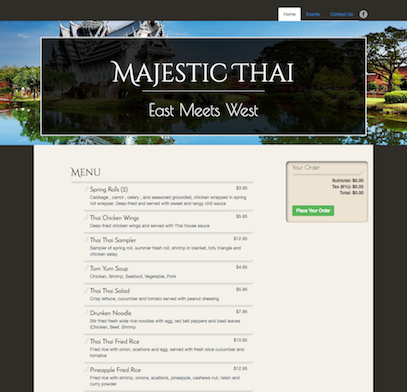 Home Events Contact Us f
MAJESTIC THAI
East Meets West
MENU
Your Order
Spring Rolls (2) $3.95
Cabbage , carrot , celery , and seasoned grounded, chicken wrapped in spring
roll wrapper. Deep-fried and served with sweet and tangy chili sauce
Subtotal: $0.00
Tax (6%): $0.00
Total: $0.00
Place Your Order
Thai Chicken Wings $5.95
Deep-fried chicken wings and served with Thai house sauce
Thai Thai Sampler $12.95
Sampler of spring roll, summer fresh roll, shrimp in blanket, tofu triangle and
chicken satay.
Tom Yum Soup $4.95
Chicken, Shrimp, Seafood, Vegetable, Pork
Thai Thai Salad $5.95
Crisp lettuce, cucumber and tomato served with peanut dressing
Drunken Noodle $7.95
Stir fried fresh wide rice noodles with egg, red bell peppers and basil leaves
(Chicken, Beef, Shrimp
Thai Thai Fried Rice $10.95
Fried rice with onion, scallions and egg. served with fresh slice cucumber and
tomatoe
Pineapple Fried Rice $12.95
Fried rice with shrimp, onions, scallions, pineapple, cashews nut, raisin and
curry powder.